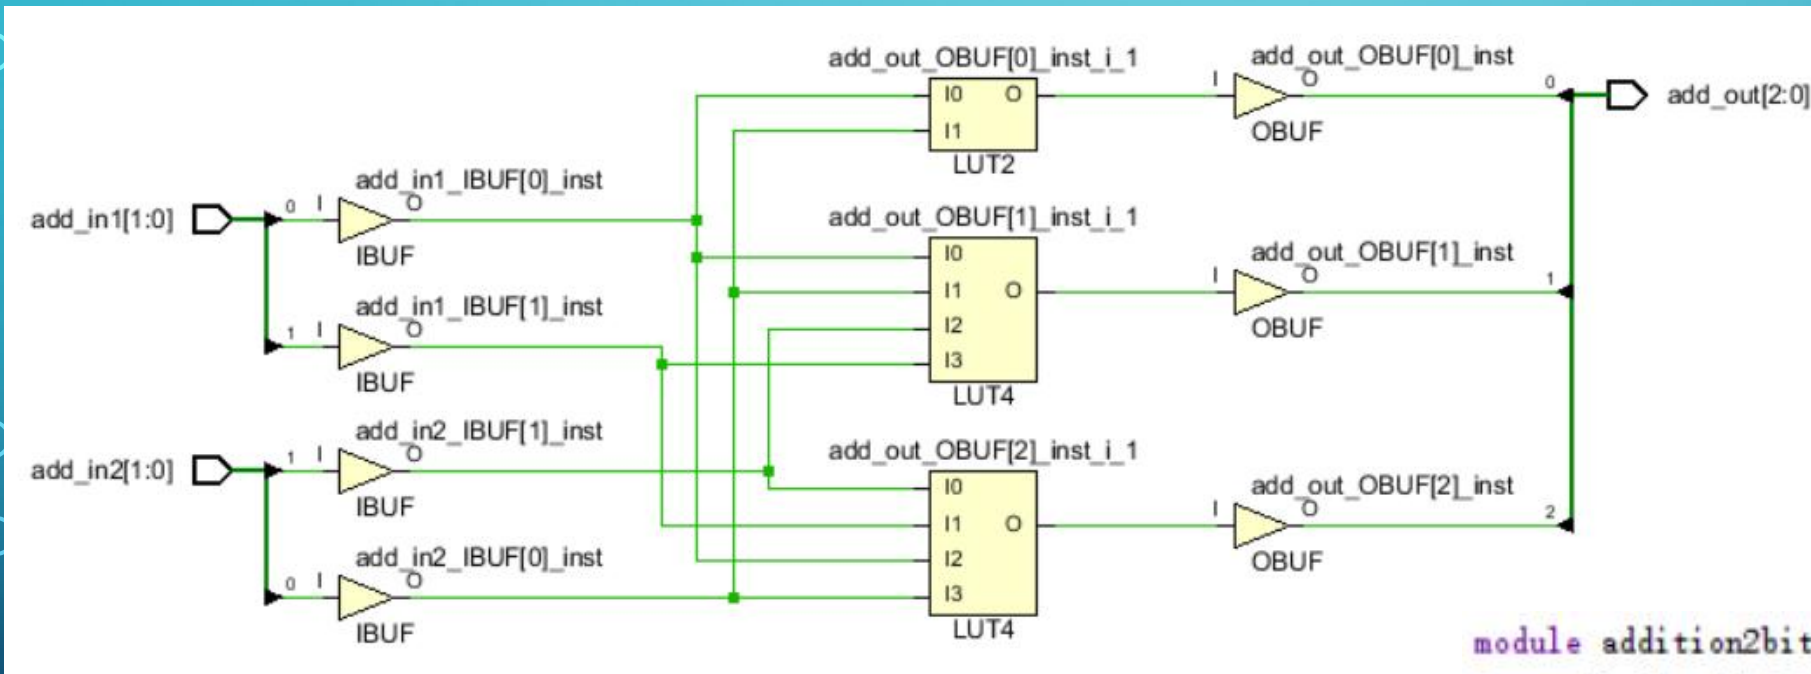 add_out_OBUF[0]_inst_i_1
add_out_OBUF[0]_inst
I0 O
I1
LUT2
I O
OBUF
0
add_out[2:0]
add_in1_IBUF[0]_inst
add_in1[1:0]
0 I O
IBUF
add_out_OBUF[1]_inst_i_1
I0
I1 O
I2
I3
LUT4
add_out_OBUF[1]_inst
I O
OBUF
1
add_in1_IBUF[1]_inst
1 I O
IBUF
add_in2_IBUF[1]_inst
add_in2[1:0]
1 I O
IBUF
add_out_OBUF[2]_inst_i_1
I0
I1 O
I2
I3
LUT4
add_out_OBUF[2]_inst
I O
OBUF
2
add_in2_IBUF[0]_inst
0 I O
IBUF
module addition2bit